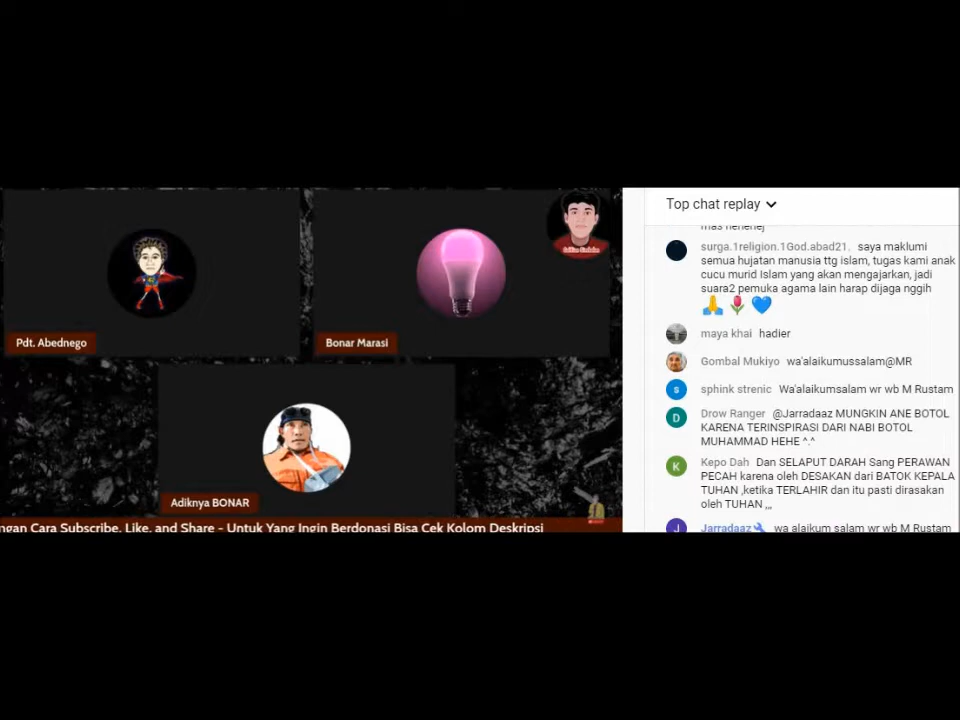 Pdt. Abednego
Bonar Marasi
Adiknya BONAR
ngan Cara Subscribe, Like, and Share - Untuk Yang Ingin Berdonasi Bisa Cek Kolom Deskripsi
Top chat replay
surga.1religion.1God.abad21. saya maklumi
semua hujatan manusia ttg islam, tugas kami anak
cucu murid Islam yang akan mengajarkan, jadi
suara2 pemuka agama lain harap dijaga nggih
🙏🌷💙
maya khai hadier
Gombal Mukiyo wa'alaikumussalam@MR
s
sphink strenic Wa'alaikumsalam wr wb M Rustam
D
Drow Ranger @Jarradaaz MUNGKIN ANE BOTOL
KARENA TERINSPIRASI DARI NABI BOTOL
MUHAMMAD HEHE ^.^
K
Kepo Dah Dan SELAPUT DARAH Sang PERAWAN
PECAH karena oleh DESAKAN dari BATOK KEPALA
TUHAN ,ketika TERLAHIR dan itu pasti dirasakan
oleh TUHAN ,,,
J
Jarradaaz wa alaikum salam wr wb M Rustam